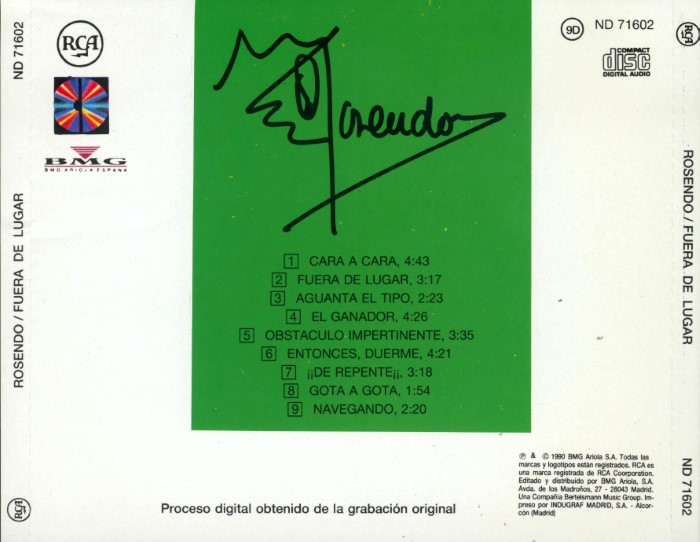 ND 71602
RCA
BMG
BMG ARIOLA ESPAÑA
ROSENDO/FUERA DE LUGAR
RCA
Rosendo
9D
ND 71602
COMPACT
disc
DIGITAL AUDIO
1 CARA A CARA, 4:43
2 FUERA DE LUGAR, 3:17
3 AGUANTA EL TIPO, 2:23
4 EL GANADOR, 4:26
5 OBSTACULO IMPERTINENTE, 3:35
6 ENTONCES, DUERME, 4:21
7 ¡¡DE REPENTE¡¡, 3:18
8 GOTA A GOTA, 1:54
9 NAVEGANDO, 2:20
Ⓟ & © 1990 BMG Ariola S.A. Todas las
marcas y logotipos están registrados. RCA es
una marca registrada de RCA Coorporation.
Editado y distribuido por BMG Ariola, S.A.
Avda. de los Madroños, 27 - 28043 Madrid.
Una Compañía Bertelsmann Music Group. Im-
preso por INDUGRAF MADRID, S.A. - Alcor-
cón (Madrid)
Proceso digital obtenido de la grabación original
RCA
ROSENDO/FUERA DE LUGAR
ND 71602